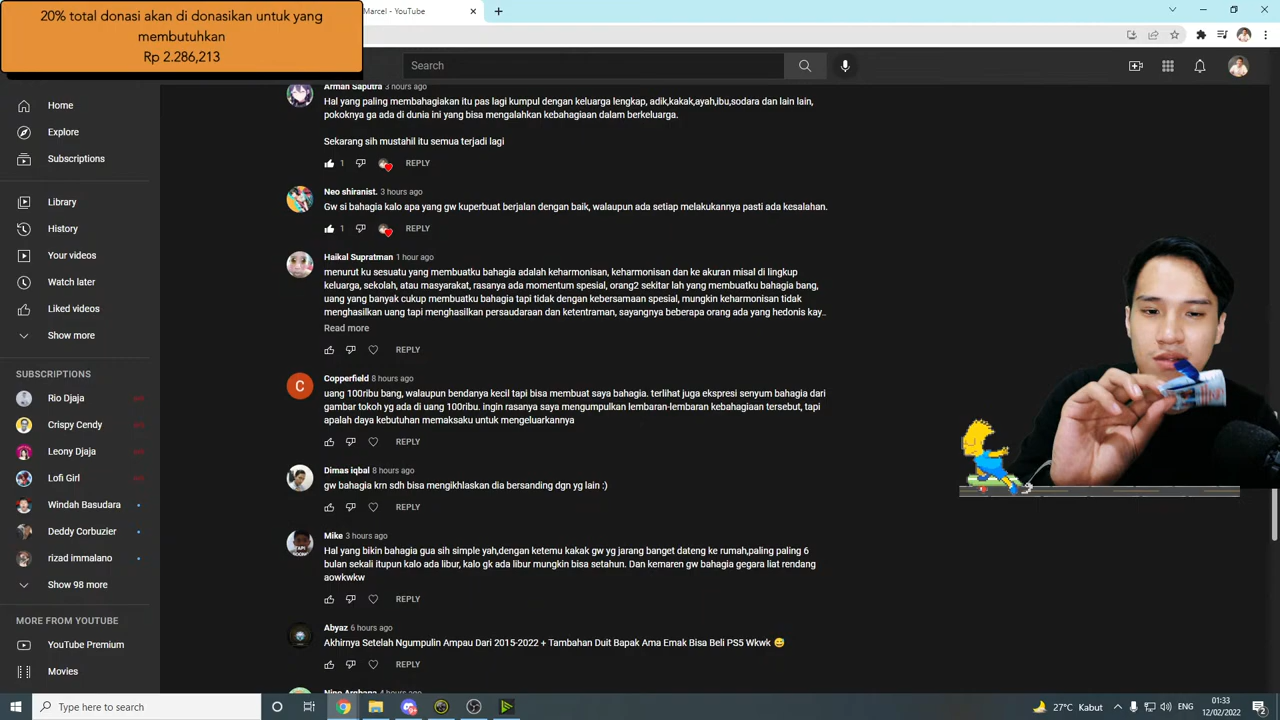 20% total donasi akan di donasikan untuk yang
membutuhkan
Rp 2.286,213
Marcel - YouTube
Search
Home
Explore
Subscriptions
Library
History
Your videos
Watch later
Liked videos
Show more
SUBSCRIPTIONS
Rio Djaja
Crispy Cendy
Leony Djaja
Lofi Girl
Windah Basudara
Deddy Corbuzier
rizad immalano
Show 98 more
MORE FROM YOUTUBE
YouTube Premium
Movies
Arman Saputra 3 hours ago
Hal yang paling membahagiakan itu pas lagi kumpul dengan keluarga lengkap, adik,kakak,ayah,ibu,sodara dan lain lain,
pokoknya ga ada di dunia ini yang bisa mengalahkan kebahagiaan dalam berkeluarga.
Sekarang sih mustahil itu semua terjadi lagi
1 REPLY
Neo shiranist. 3 hours ago
Gw si bahagia kalo apa yang gw kuperbuat berjalan dengan baik, walaupun ada setiap melakukannya pasti ada kesalahan.
1 REPLY
Haikal Supratman 1 hour ago
menurut ku sesuatu yang membuatku bahagia adalah keharmonisan, keharmonisan dan ke akuran misal di lingkup
keluarga, sekolah, atau masyarakat, rasanya ada momentum spesial, orang2 sekitar lah yang membuatku bahagia bang,
uang yang banyak cukup membuatku bahagia tapi tidak dengan kebersamaan spesial, mungkin keharmonisan tidak
menghasilkan uang tapi menghasilkan persaudaraan dan ketentraman, sayangnya beberapa orang ada yang hedonis kay..
Read more
REPLY
Copperfield 8 hours ago
C
uang 100ribu bang, walaupun bendanya kecil tapi bisa membuat saya bahagia. terlihat juga ekspresi senyum bahagia dari
gambar tokoh yg ada di uang 100ribu. ingin rasanya saya mengumpulkan lembaran-lembaran kebahagiaan tersebut, tapi
apalah daya kebutuhan memaksaku untuk mengeluarkannya
REPLY
Dimas iqbal 8 hours ago
gw bahagia krn sdh bisa mengikhlaskan dia bersanding dgn yg lain :)
REPLY
Mike 3 hours ago
Hal yang bikin bahagia gua sih simple yah,dengan ketemu kakak gw yg jarang banget dateng ke rumah,paling paling 6
bulan sekali itupun kalo ada libur, kalo gk ada libur mungkin bisa setahun. Dan kemaren gw bahagia gegara liat rendang
aowkwkw
REPLY
Abyaz 6 hours ago
Akhirnya Setelah Ngumpulin Ampau Dari 2015-2022 + Tambahan Duit Bapak Ama Emak Bisa Beli PS5 Wkwk 😅
REPLY
Type here to search
27°C Kabut
ENG
01:33
12/02/2022
2